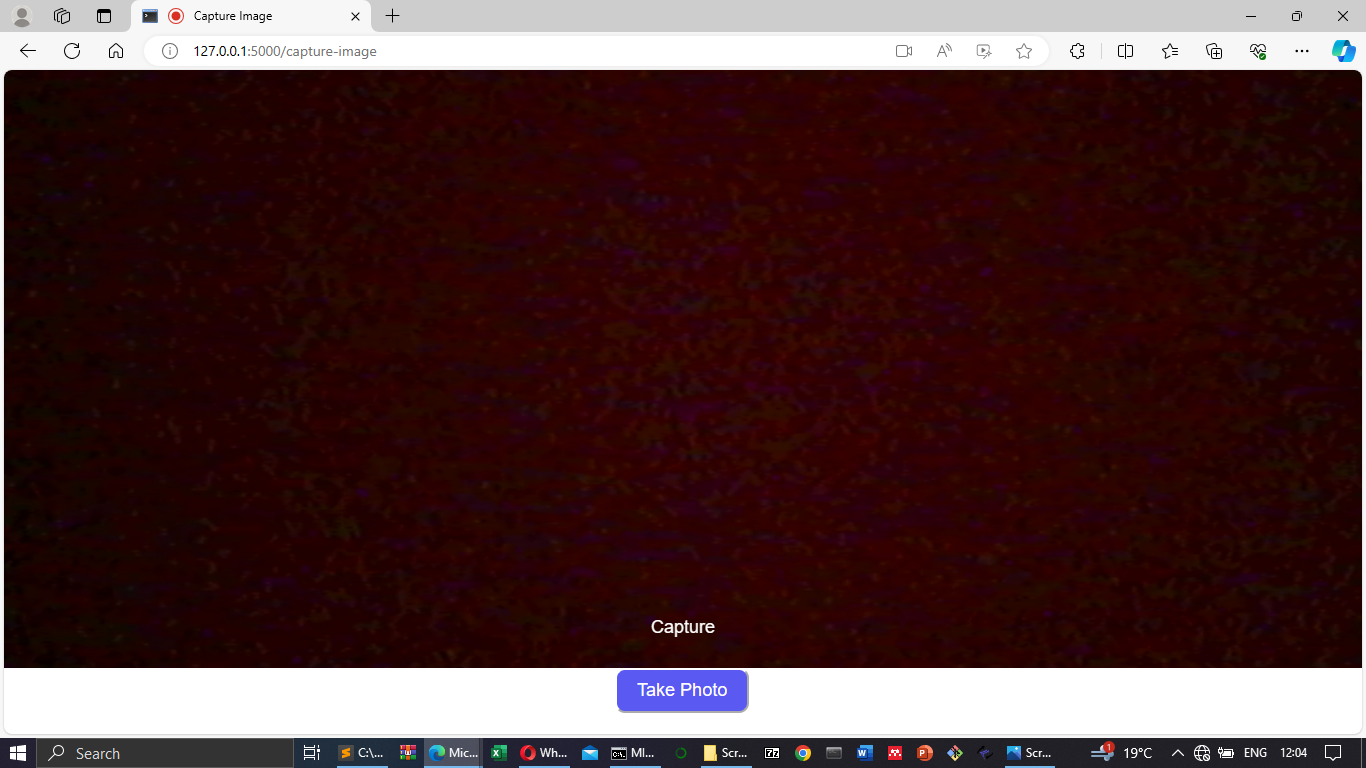 Capture Image
127.0.0.1:5000/capture-image
Capture
Take Photo
Search
C:\...
Mic...
Wh...
MI...
Scr...
Scr...
1
19°C
ENG
12:04